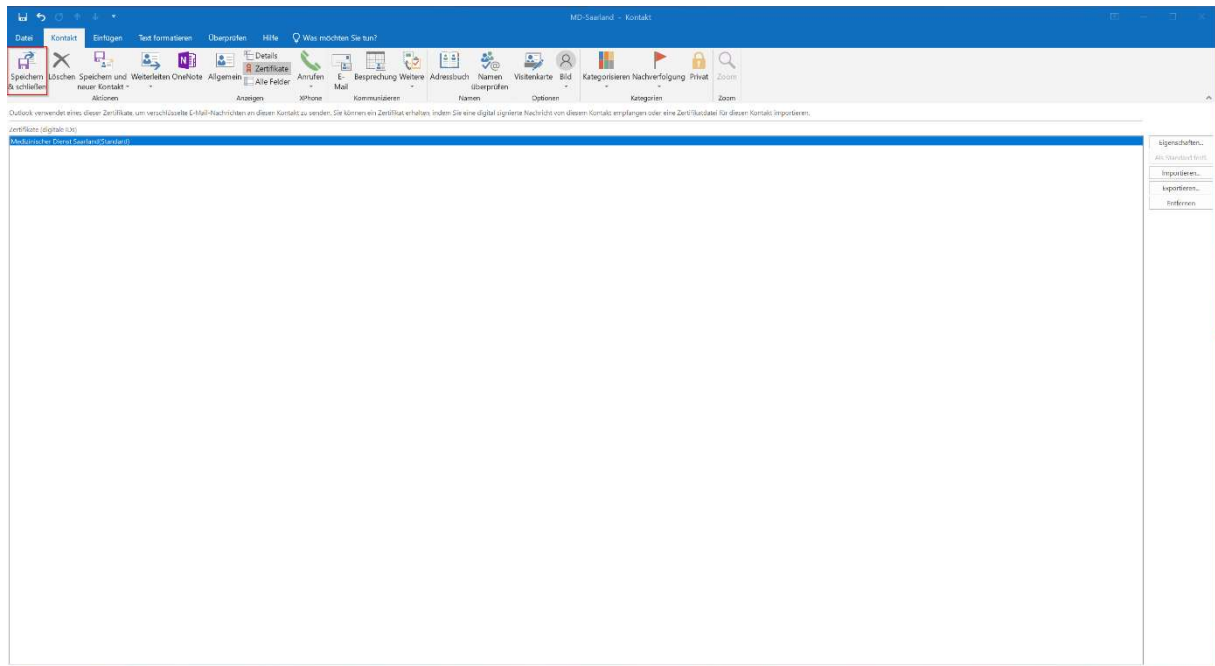 MD-Saarland - Kontakt
Datei Kontakt Einfügen Text formatieren Überprüfen Hilfe Was möchten Sie tun?
Speichern & schließen
Löschen
Speichern und neuer Kontakt
Weiterleiten
OneNote
Aktionen
Allgemein
Details
Zertifikate
Alle Felder
Anzeigen
Anrufen
XPhone
E-Mail
Besprechung
Weitere
Kommunizieren
Adressbuch
Namen überprüfen
Namen
Visitenkarte
Bild
Optionen
Kategorisieren
Nachverfolgung
Privat
Kategorien
Zoom
Zoom
Outlook verwendet eines dieser Zertifikate, um verschlüsselte E-Mail-Nachrichten an diesen Kontakt zu senden. Sie können ein Zertifikat erhalten, indem Sie eine digital signierte Nachricht von diesem Kontakt empfangen oder eine Zertifikatdatei für diesen Kontakt importieren.
Zertifikate (digitale IDs)
Medizinischer Dienst Saarland(Standard)
Eigenschaften...
Als Standard festl.
Importieren...
Exportieren...
Entfernen